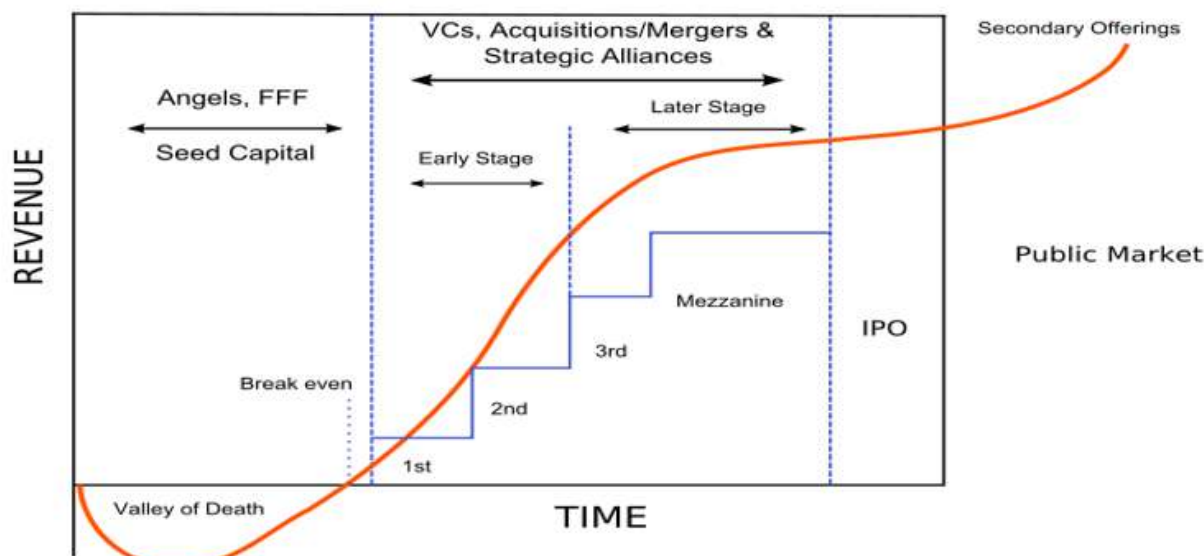 VCs, Acquisitions/Mergers &
Strategic Alliances
Secondary Offerings
Angels, FFF
Seed Capital
Later Stage
Early Stage
REVENUE
Public Market
Mezzanine
IPO
3rd
Break even
2nd
1st
Valley of Death
TIME